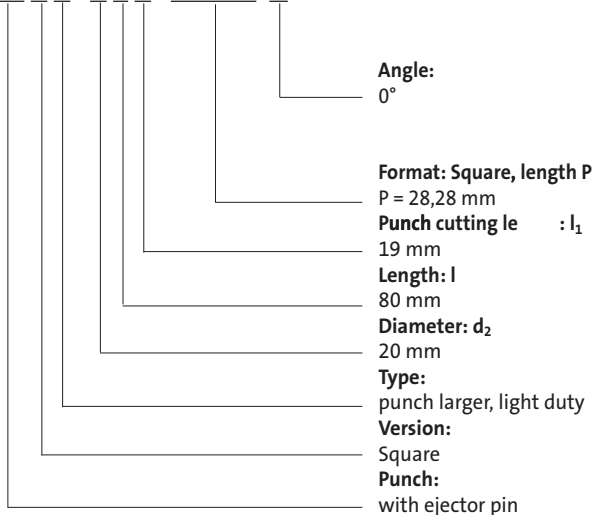 Angle:
0°
Format: Square, length P
P = 28,28 mm
Punch cutting le : l₁
19 mm
Length: l
80 mm
Diameter: d₂
20 mm
Type:
punch larger, light duty
Version:
Square
Punch:
with ejector pin